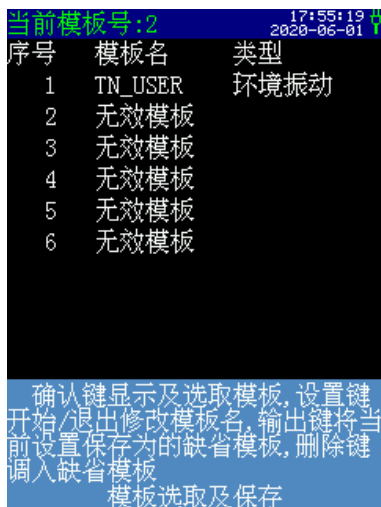 当前模板号:2 17:55:19
2020-06-01
序号 模板名 类型
1 TN_USER 环境振动
2 无效模板
3 无效模板
4 无效模板
5 无效模板
6 无效模板
确认键显示及选取模板,设置键
开始/退出修改模板名,输出键将当
前设置保存为的缺省模板,删除键
调入缺省模板
模板选取及保存